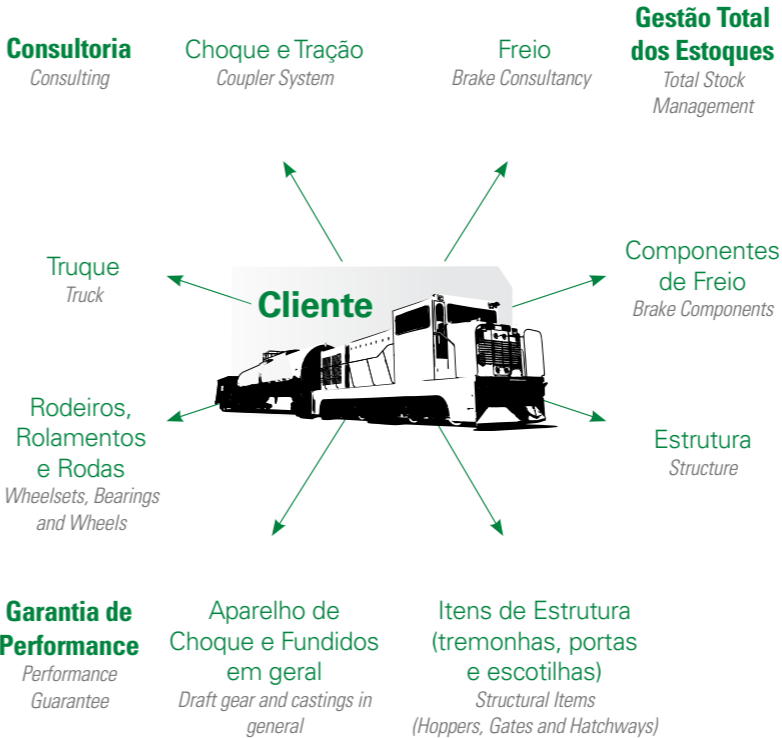 Consultoria
Consulting
Choque e Tração
Coupler System
Freio
Brake Consultancy
Gestão Total
dos Estoques
Total Stock
Management
Truque
Truck
Cliente
Componentes
de Freio
Brake Components
Rodeiros,
Rolamentos
e Rodas
Wheelsets, Bearings
and Wheels
Estrutura
Structure
Garantia de
Performance
Performance
Guarantee
Aparelho de
Choque e Fundidos
em geral
Draft gear and castings in
general
Itens de Estrutura
(tremonhas, portas
e escotilhas)
Structural Items
(Hoppers, Gates and Hatchways)